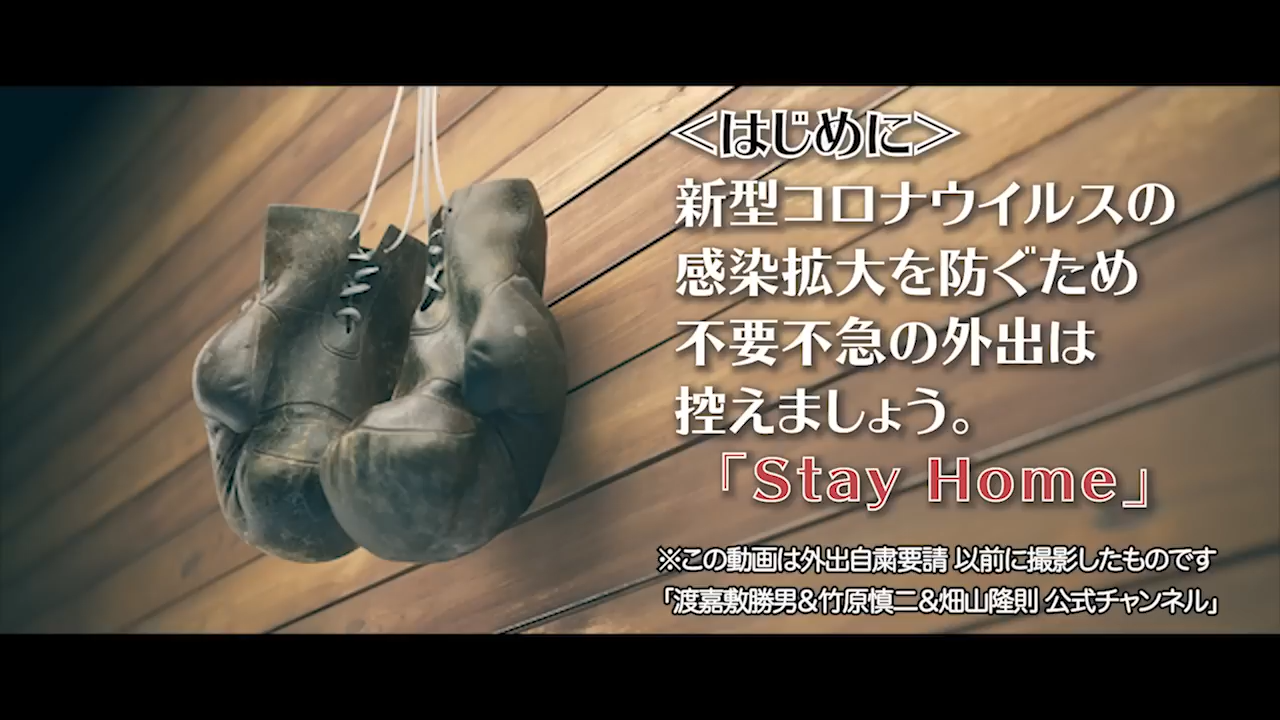 ＜はじめに＞
新型コロナウイルスの
感染拡大を防ぐため
不要不急の外出は
控えましょう。
「Stay Home」
※この動画は外出自粛要請 以前に撮影したものです
「渡嘉敷勝男&竹原慎二&畑山隆則 公式チャンネル」